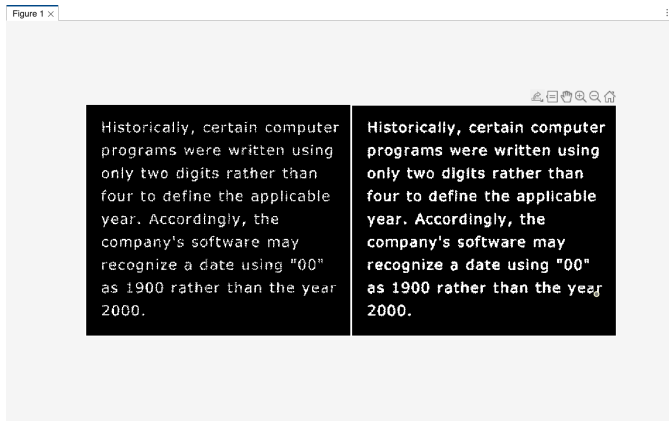 Figure 1
Historically, certain computer
programs were written using
only two digits rather than
four to define the applicable
year. Accordingly, the
company's software may
recognize a date using "00"
as 1900 rather than the year
2000.
Historically, certain computer
programs were written using
only two digits rather than
four to define the applicable
year. Accordingly, the
company's software may
recognize a date using "00"
as 1900 rather than the year
2000.